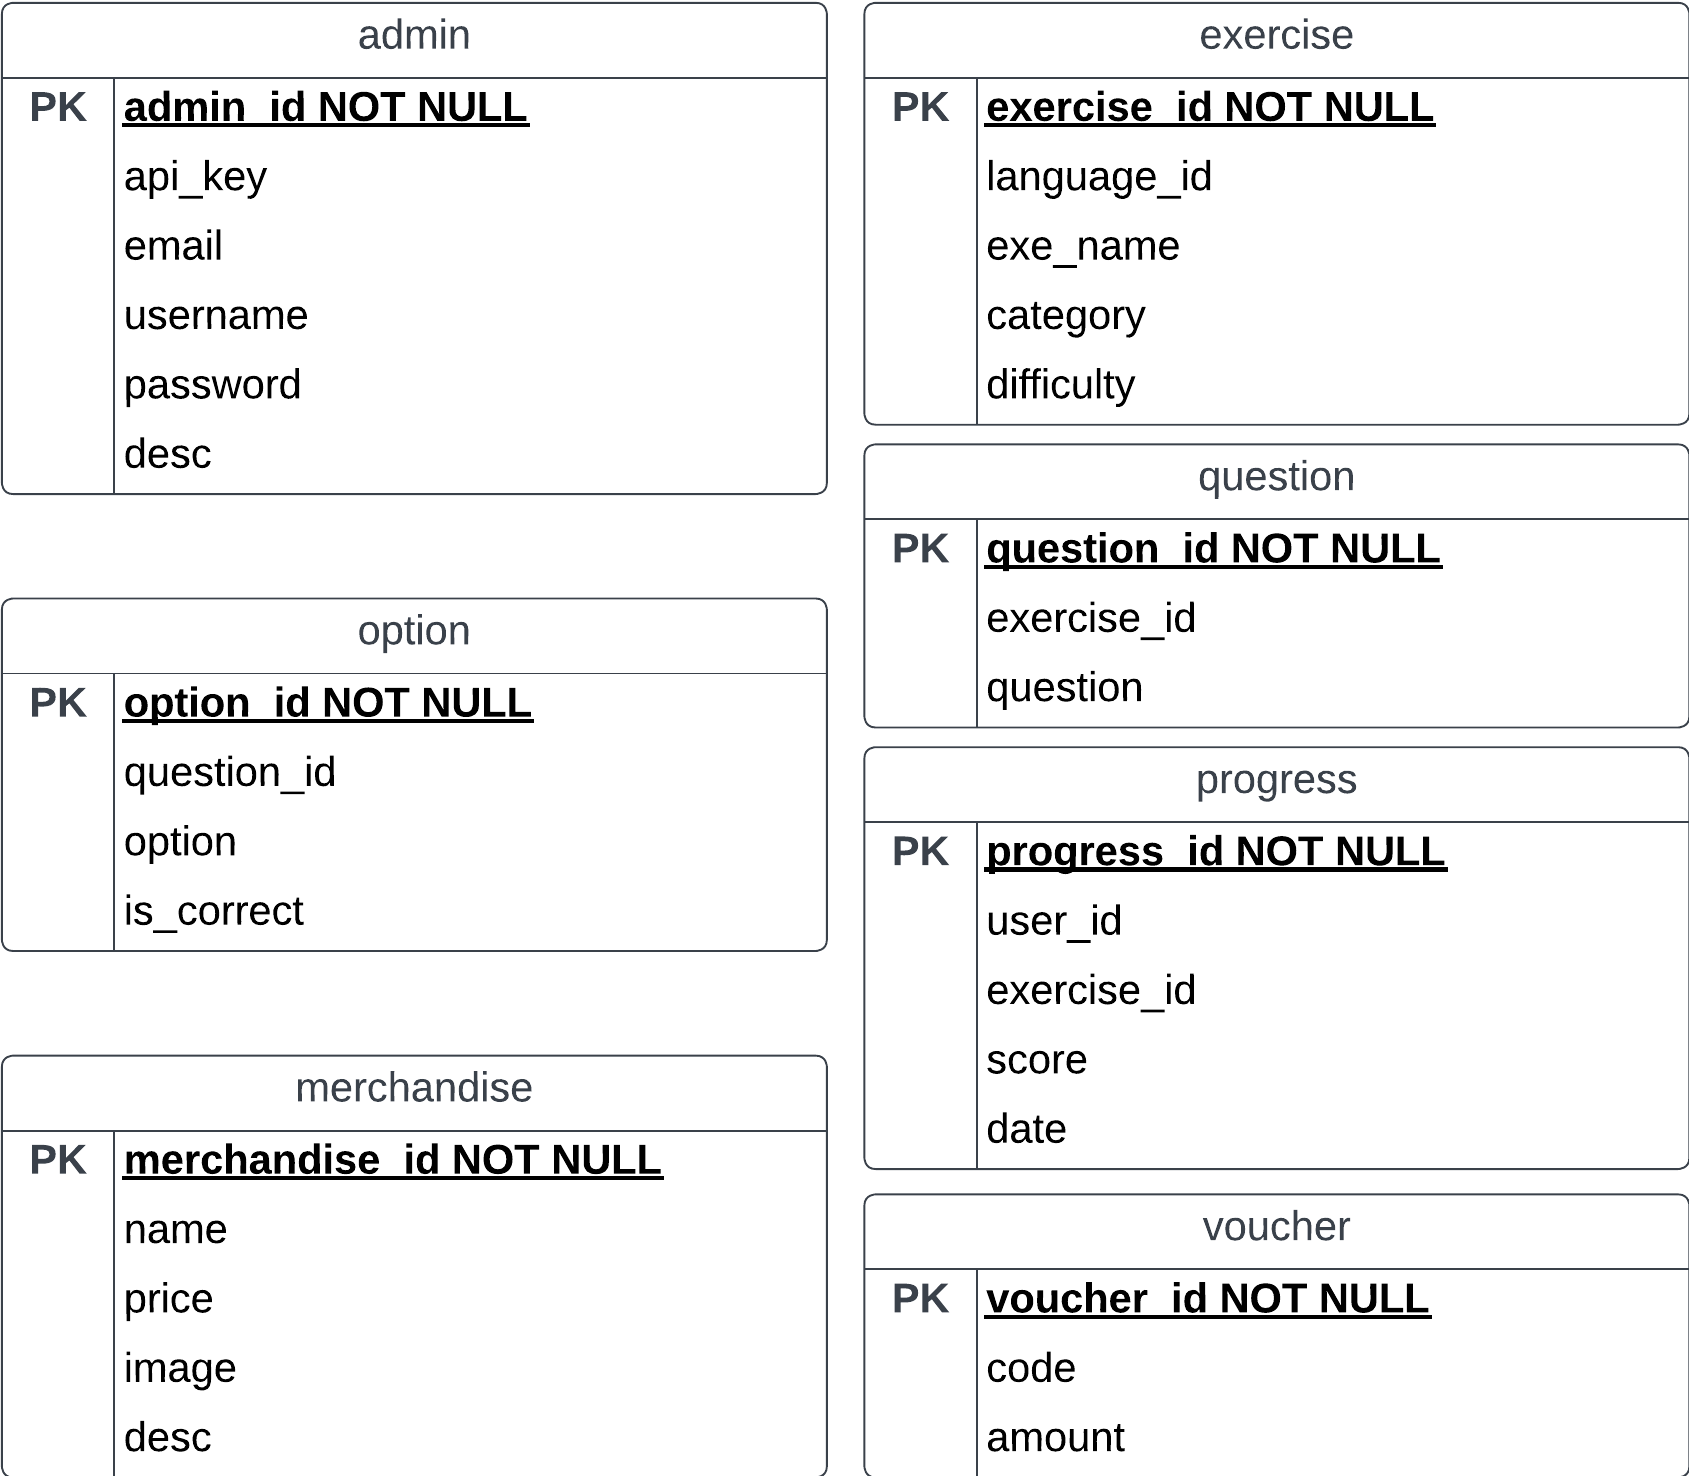 admin
PK admin_id NOT NULL
api_key
email
username
password
desc
option
PK option_id NOT NULL
question_id
option
is_correct
merchandise
PK merchandise_id NOT NULL
name
price
image
desc
exercise
PK exercise_id NOT NULL
language_id
exe_name
category
difficulty
question
PK question_id NOT NULL
exercise_id
question
progress
PK progress_id NOT NULL
user_id
exercise_id
score
date
voucher
PK voucher_id NOT NULL
code
amount